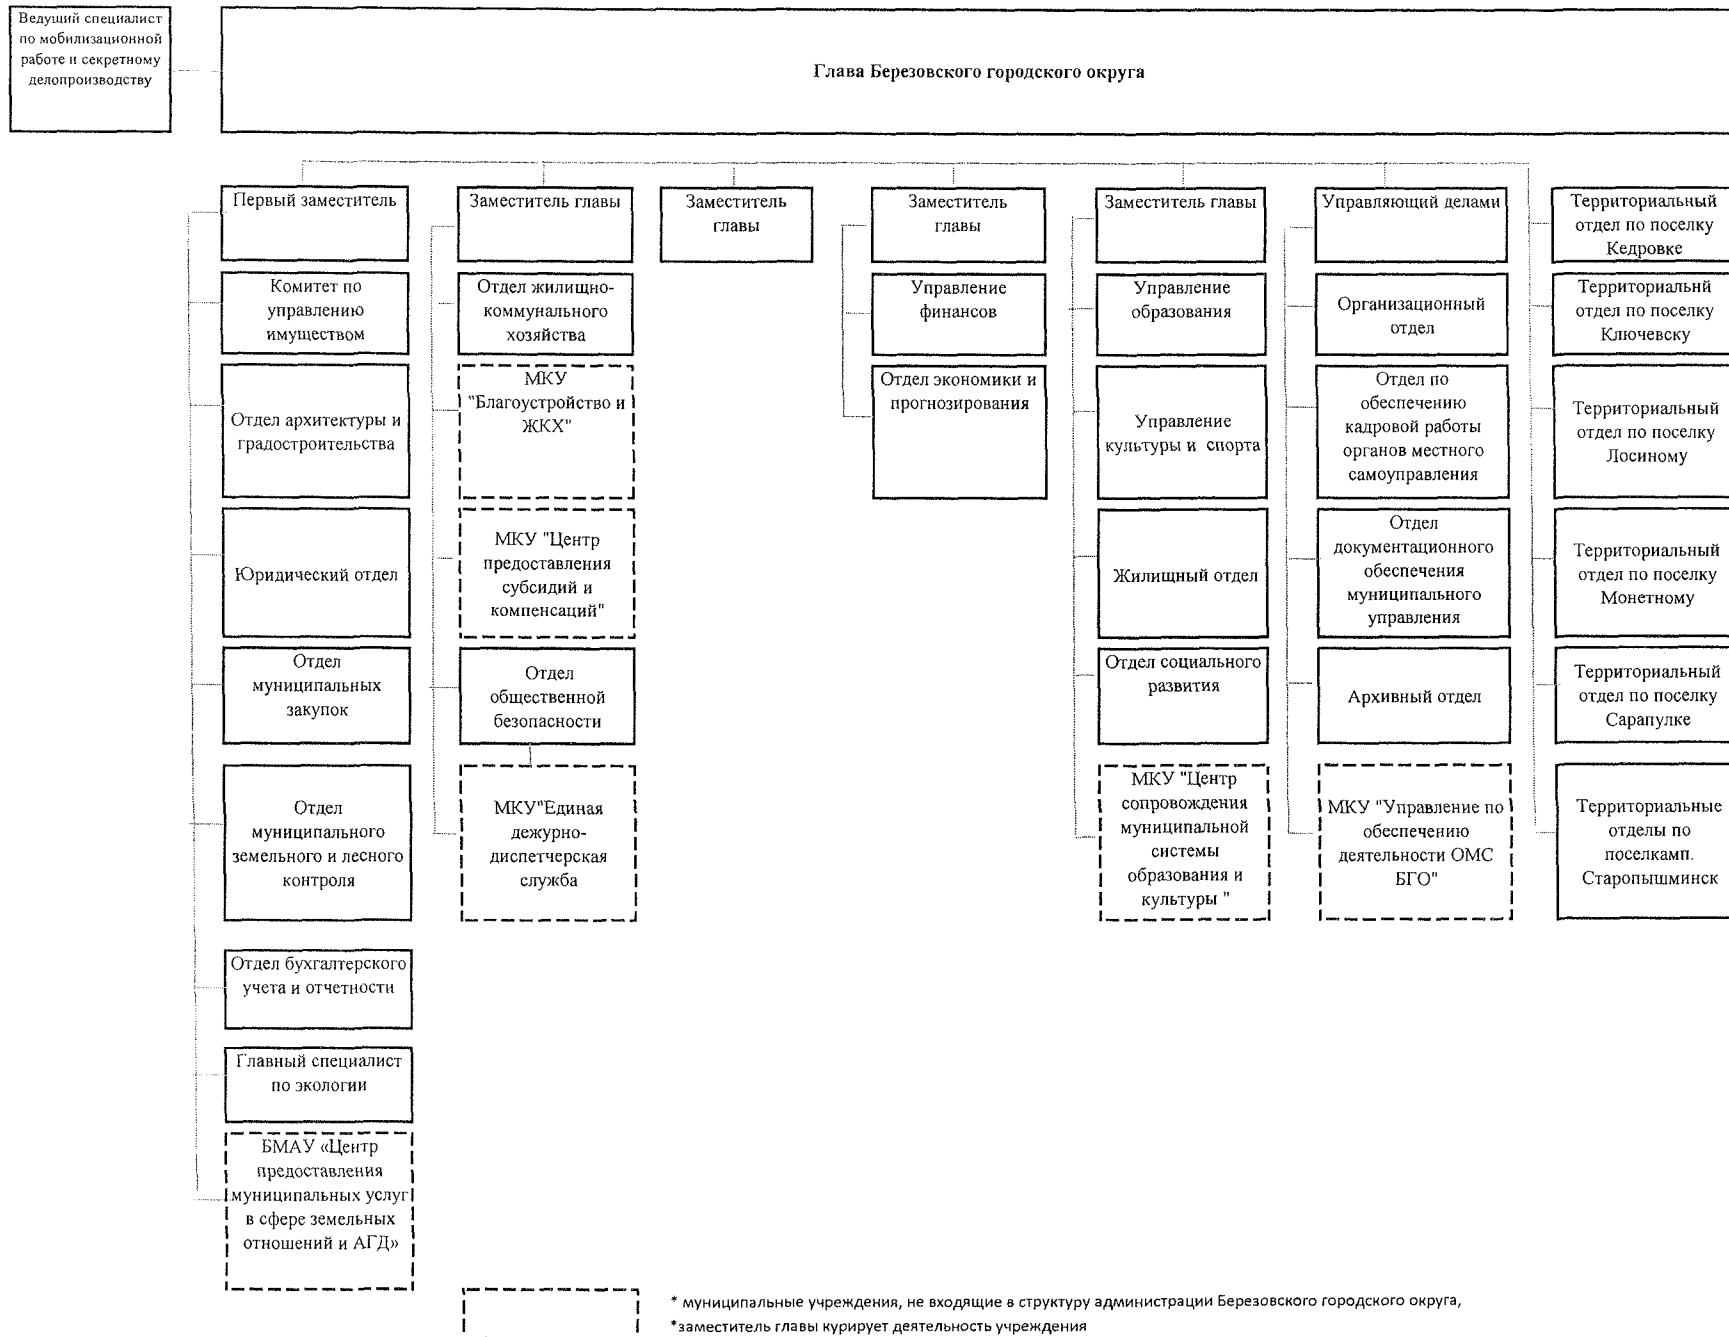 Ведущий специалист
по мобилизационной
работе и секретному
делопроизводству
Глава Березовского городского округа
Первый заместитель
Комитет по
управлению
имуществом
Отдел архитектуры и
градостроительства
Юридический отдел
Отдел
муниципальных
закупок
Отдел
муниципального
земельного и лесного
контроля
Отдел бухгалтерского
учета и отчетности
Главный специалист
по экологии
БМАУ «Центр
предоставления
муниципальных услуг
в сфере земельных
отношений и АГД»
Заместитель главы
Отдел жилищно-
коммунального
хозяйства
МКУ
"Благоустройство и
ЖКХ"
МКУ "Центр
предоставления
субсидий и
компенсаций"
Отдел
общественной
безопасности
МКУ"Единая
дежурно-
диспетчерская
служба
Заместитель
главы
Заместитель
главы
Управление
финансов
Отдел экономики и
прогнозирования
Заместитель главы
Управление
образования
Управление
культуры и спорта
Жилищный отдел
Отдел социального
развития
МКУ "Центр
сопровождения
муниципальной
системы
образования и
культуры "
Управляющий делами
Организационный
отдел
Отдел по
обеспечению
кадровой работы
органов местного
самоуправления
Отдел
документационного
обеспечения
муниципального
управления
Архивный отдел
МКУ "Управление по
обеспечению
деятельности ОМС
БГО"
Территориальный
отдел по поселку
Кедровке
Территориальнй
отдел по поселку
Ключевску
Территориальный
отдел по поселку
Лосиному
Территориальный
отдел по поселку
Монетному
Территориальный
отдел по поселку
Сарапулке
Территориальные
отделы по
поселкамп.
Старопышминск
* муниципальные учреждения, не входящие в структуру администрации Березовского городского округа,
*заместитель главы курирует деятельность учреждения